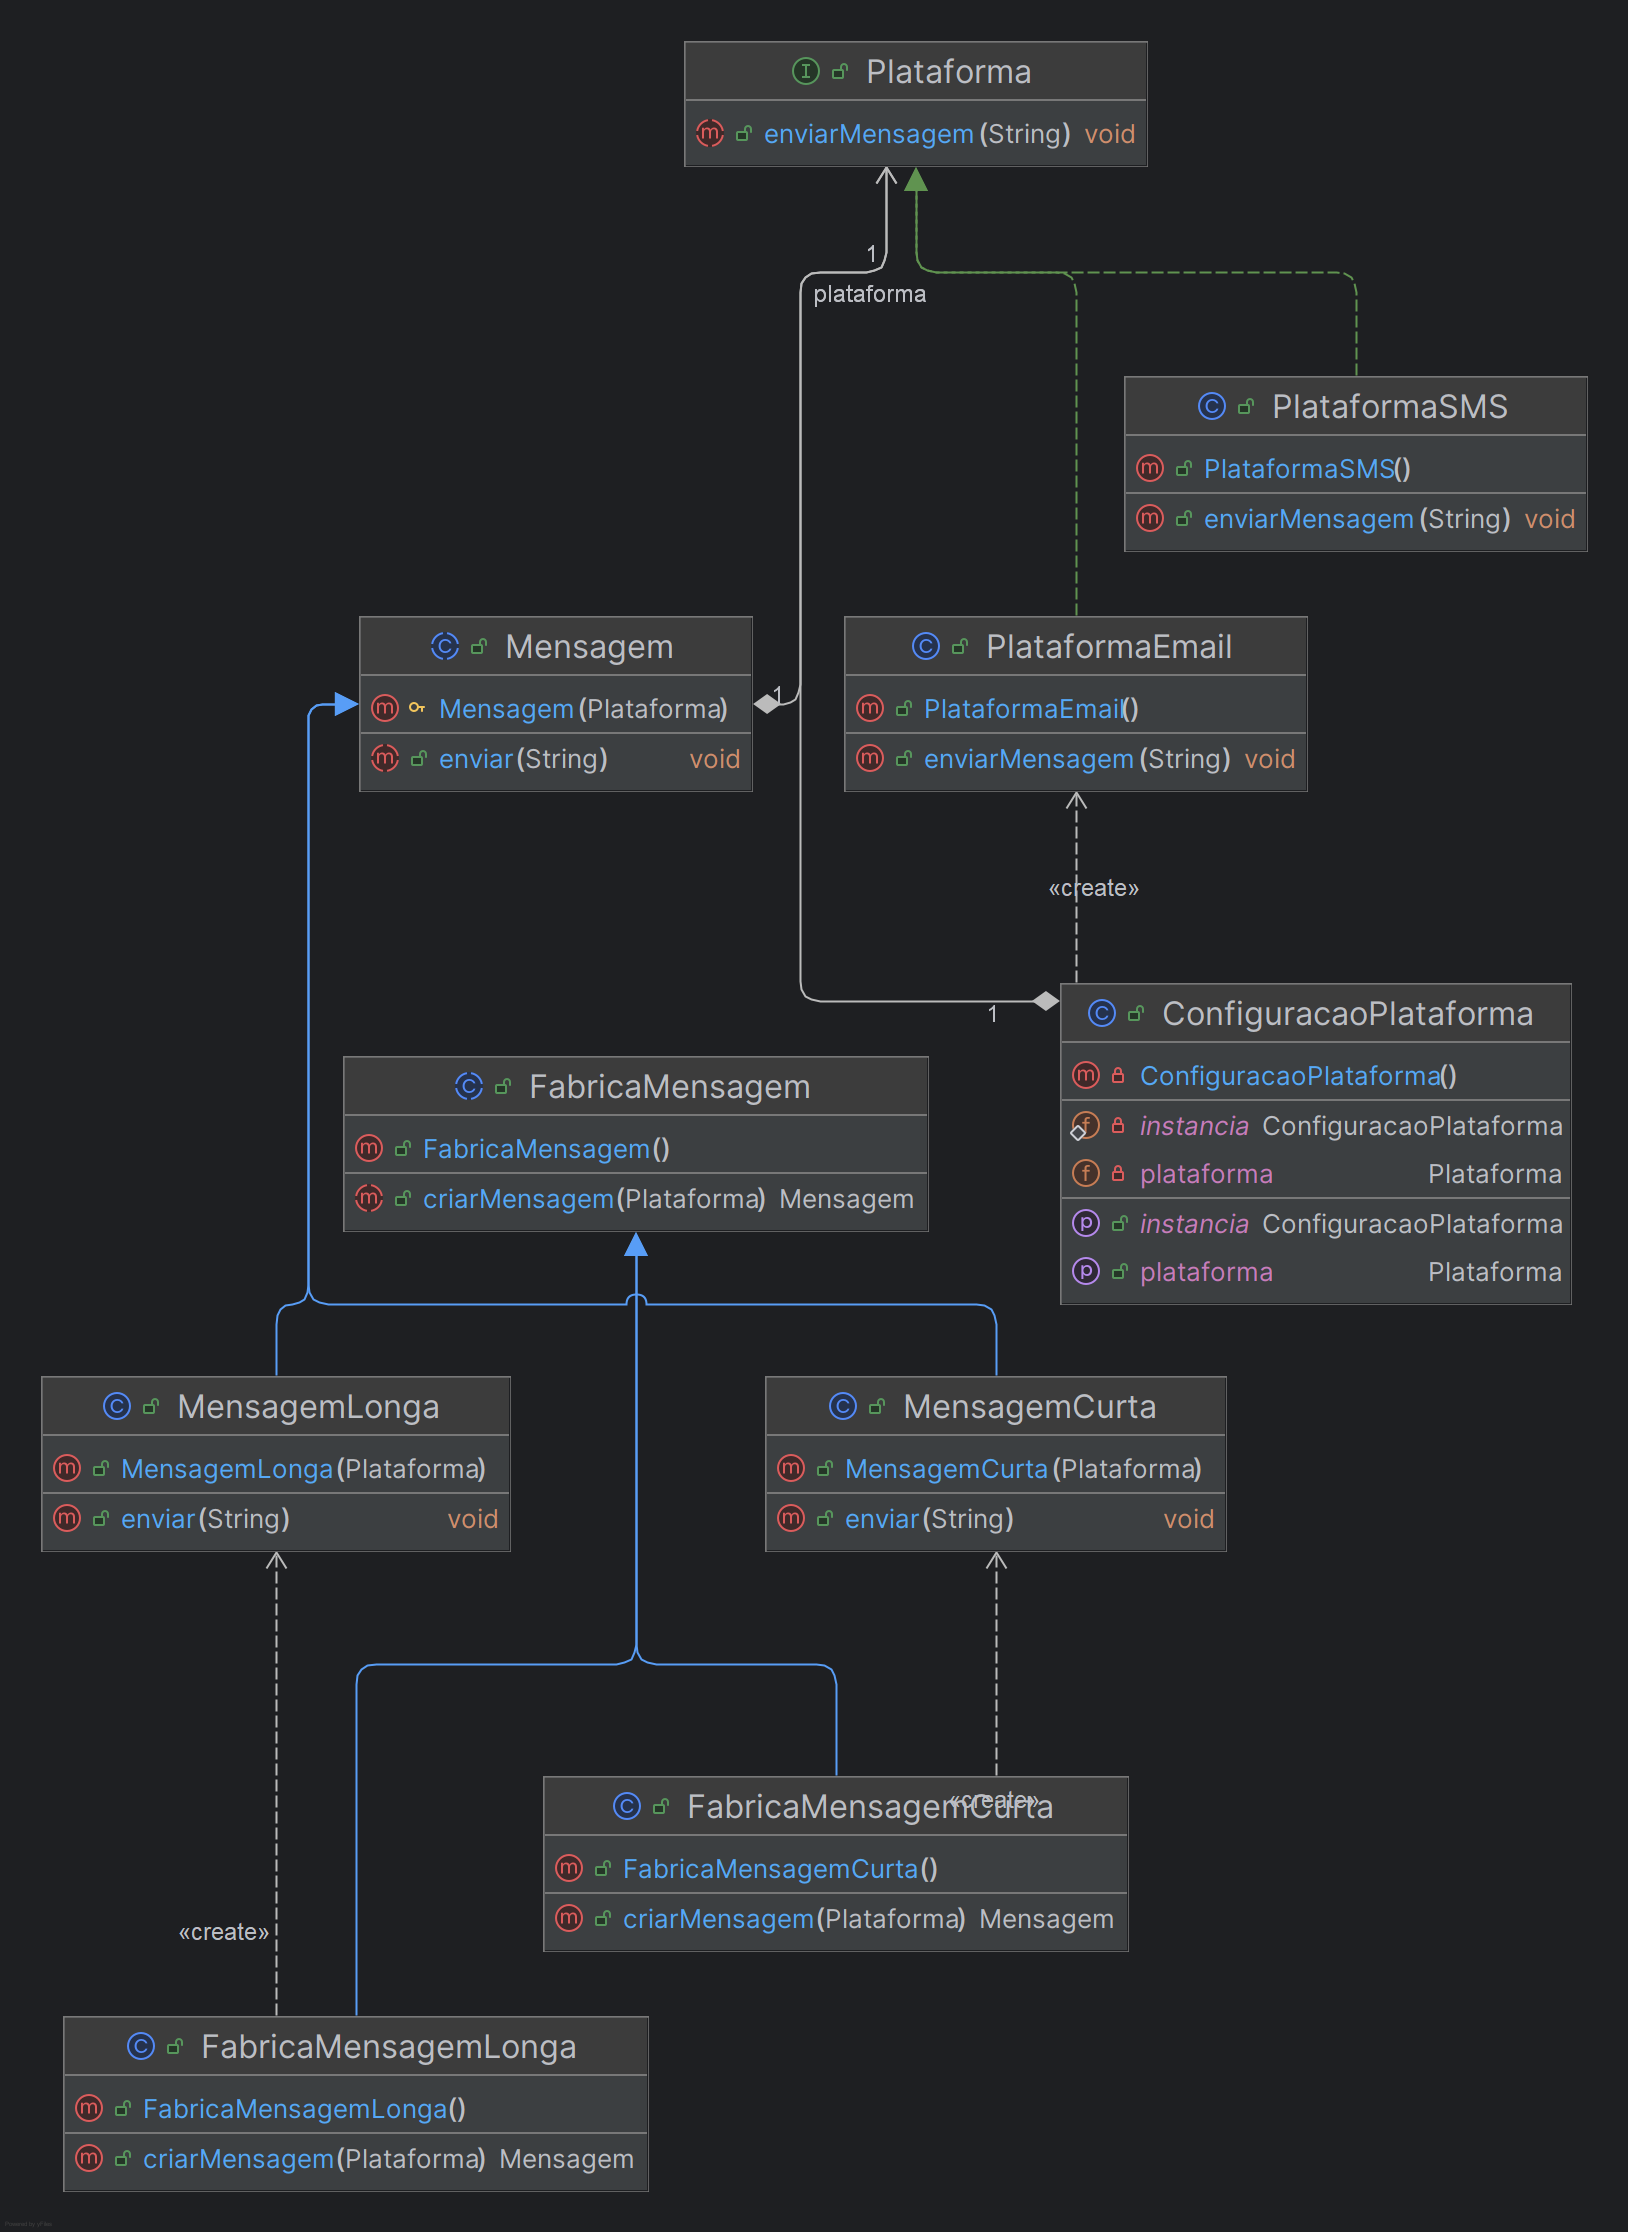 Plataforma
enviarMensagem(String) void
1
plataforma
PlataformaSMS
PlataformaSMS()
enviarMensagem(String) void
Mensagem
Mensagem(Plataforma)
enviar(String) void
1
PlataformaEmail
PlataformaEmail()
enviarMensagem(String) void
«create»
1
ConfiguracaoPlataforma
ConfiguracaoPlataforma()
instancia ConfiguracaoPlataforma
plataforma Plataforma
instancia ConfiguracaoPlataforma
plataforma Plataforma
FabricaMensagem
FabricaMensagem()
criarMensagem(Plataforma) Mensagem
MensagemLonga
MensagemLonga(Plataforma)
enviar(String) void
MensagemCurta
MensagemCurta(Plataforma)
enviar(String) void
«create»
FabricaMensagemCurta
FabricaMensagemCurta()
criarMensagem(Plataforma) Mensagem
«create»
FabricaMensagemLonga
FabricaMensagemLonga()
criarMensagem(Plataforma) Mensagem